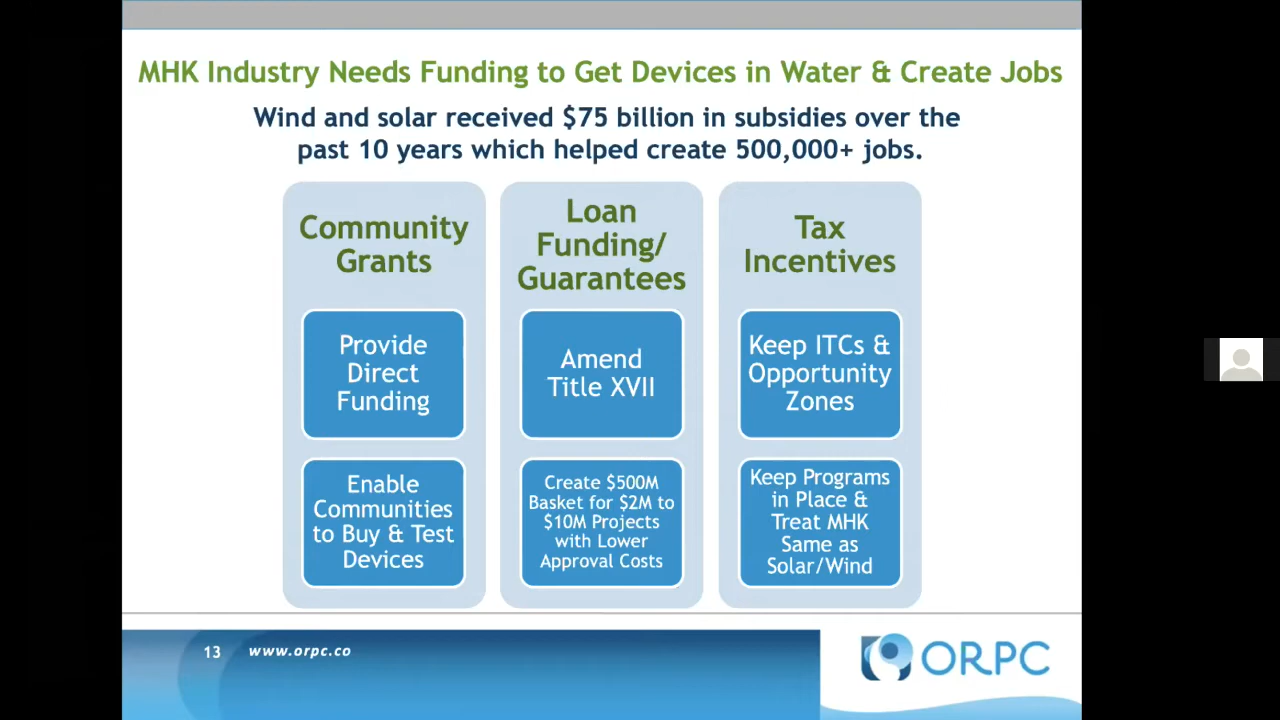 MHK Industry Needs Funding to Get Devices in Water & Create Jobs
Wind and solar received $75 billion in subsidies over the
past 10 years which helped create 500,000+ jobs.
Community
Grants
Provide
Direct
Funding
Enable
Communities
to Buy & Test
Devices
Loan
Funding/
Guarantees
Amend
Title XVII
Create $500M
Basket for $2M to
$10M Projects
with Lower
Approval Costs
Tax
Incentives
Keep ITCs &
Opportunity
Zones
Keep Programs
in Place &
Treat MHK
Same as
Solar/Wind
13
www.orpc.co
ORPC